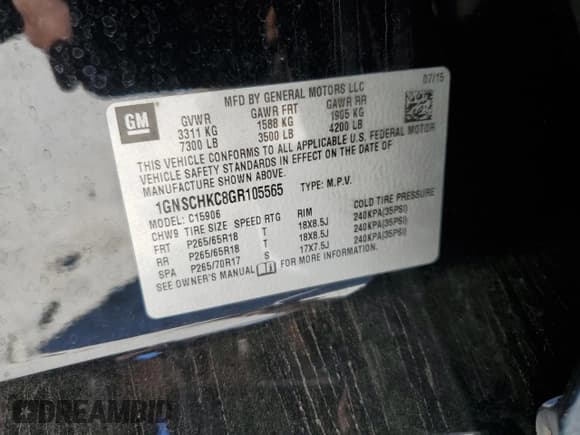 MFD BY GENERAL MOTORS LLC 07/15
GM
GVWR GAWR FRT GAWR RR
3311 KG 1588 KG 1905 KG
7300 LB 3500 LB 4200 LB
THIS VEHICLE CONFORMS TO ALL APPLICABLE U.S. FEDERAL MOTOR
VEHICLE SAFETY STANDARDS IN EFFECT ON THE DATE OF
MANUFACTURE SHOWN ABOVE.
1GNSCHKC8GR105565 TYPE: M.P.V.
MODEL: C15906
CHW9 TIRE SIZE SPEED RTG RIM COLD TIRE PRESSURE
FRT P265/65R18 T 18X8.5J 240KPA(35PSI)
RR P265/65R18 T 18X8.5J 240KPA(35PSI)
SPA P265/70R17 S 17X7.5J 240KPA(35PSI)
SEE OWNER'S MANUAL FOR MORE INFORMATION.
DREAMBID